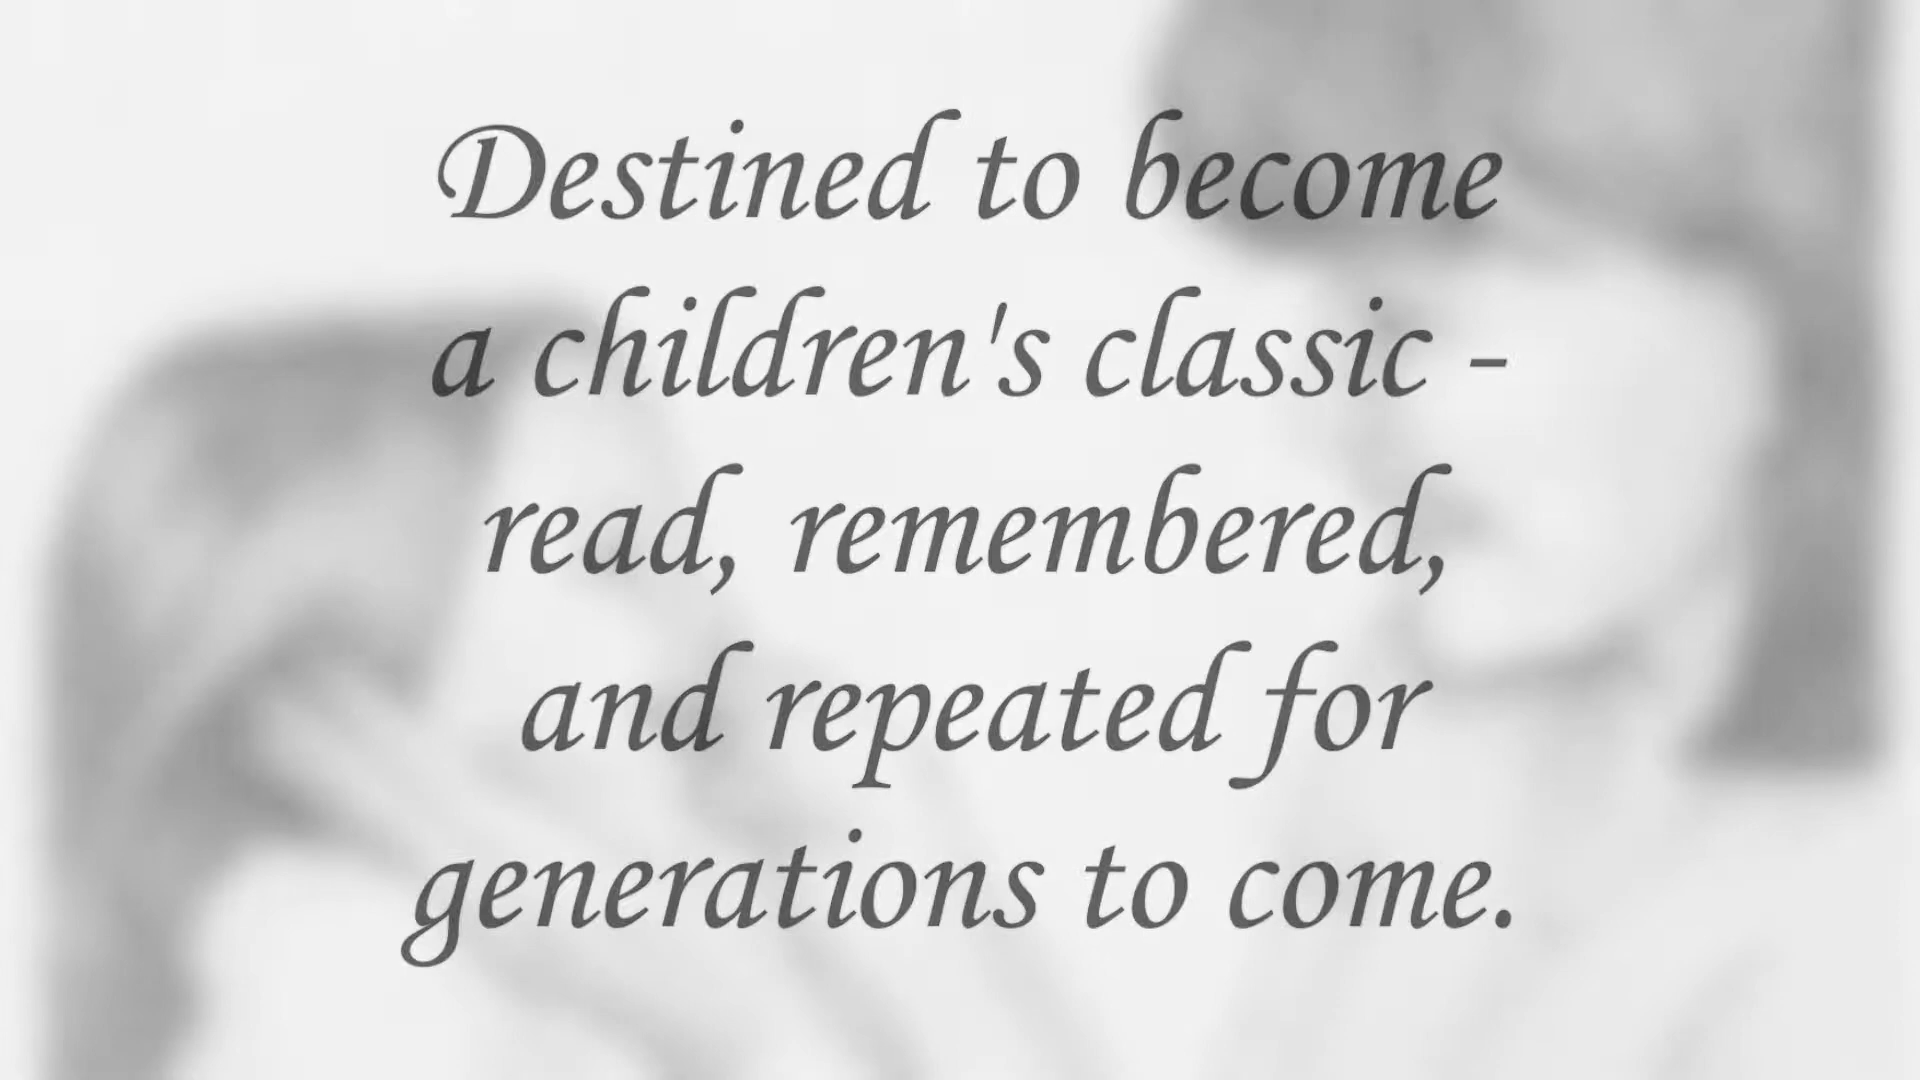 Destined to become
a children's classic -
read, remembered,
and repeated for
generations to come.